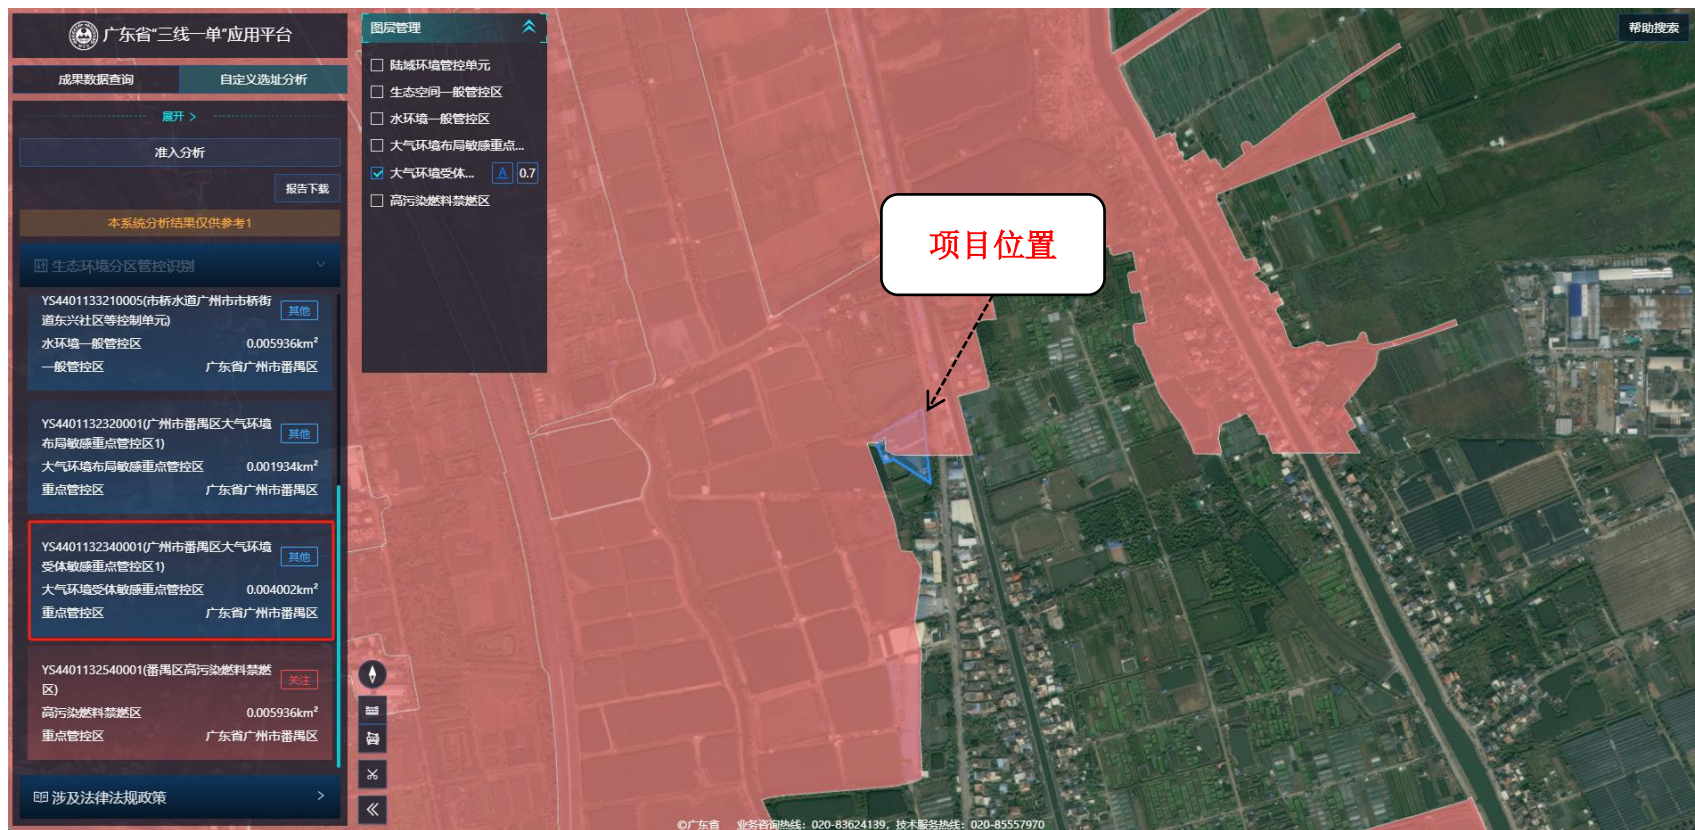 广东省“三线一单”应用平台
成果数据查询
自定义选址分析
展开 >
准入分析
报告下载
本系统分析结果仅供参考1
生态环境分区管控识别
YS4401133210005(市桥水道广州市市桥街
道东兴社区等控制单元)
其他
水环境一般管控区 0.005936km²
一般管控区 广东省广州市番禺区
YS4401132320001(广州市番禺区大气环境
布局敏感重点管控区1)
其他
大气环境布局敏感重点管控区 0.001934km²
重点管控区 广东省广州市番禺区
YS4401132340001(广州市番禺区大气环境
受体敏感重点管控区1)
其他
大气环境受体敏感重点管控区 0.004002km²
重点管控区 广东省广州市番禺区
YS4401132540001(番禺区高污染燃料禁燃
区)
关注
高污染燃料禁燃区 0.005936km²
重点管控区 广东省广州市番禺区
涉及法律法规政策 >
图层管理
陆域环境管控单元
生态空间一般管控区
水环境一般管控区
大气环境布局敏感重点...
大气环境受体... A 0.7
高污染燃料禁燃区
项目位置
帮助搜索
©广东省 业务咨询热线：020-83624139，技术服务热线：020-85557970